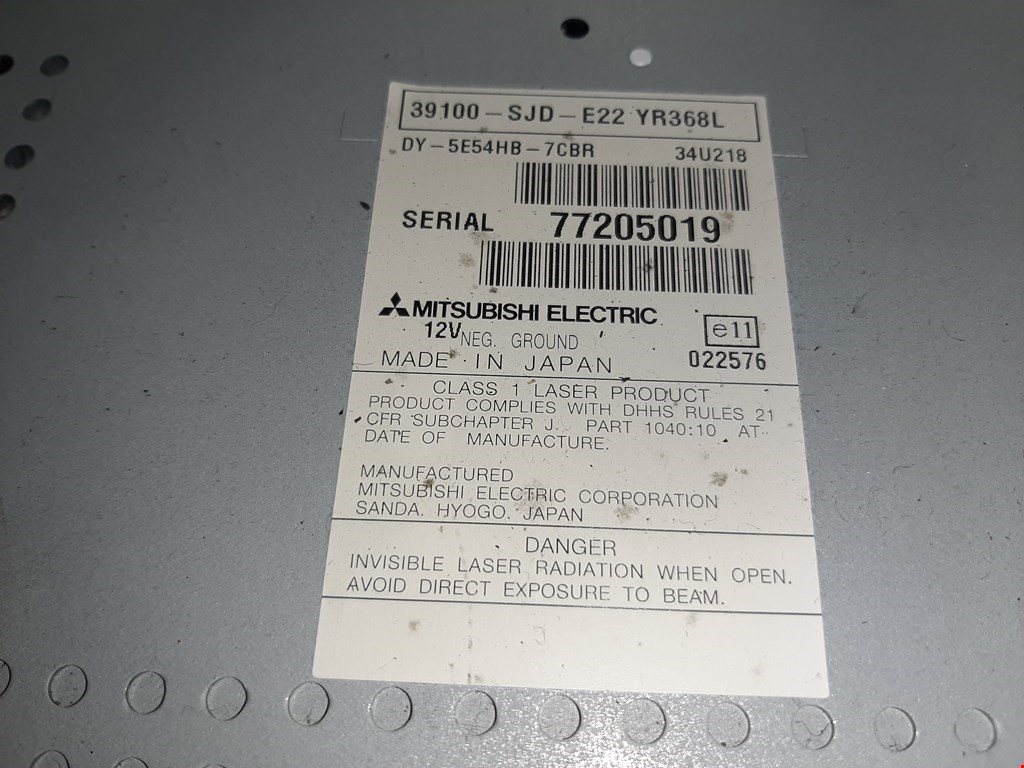 39100-SJD-E22 YR368L
DY-5E54HB-7CBR 34U218
SERIAL 77205019
MITSUBISHI ELECTRIC
12V NEG. GROUND e11
MADE IN JAPAN 022576
CLASS 1 LASER PRODUCT
PRODUCT COMPLIES WITH DHHS RULES 21
CFR SUBCHAPTER J. PART 1040:10 AT
DATE OF MANUFACTURE.
MANUFACTURED
MITSUBISHI ELECTRIC CORPORATION
SANDA. HYOGO. JAPAN
DANGER
INVISIBLE LASER RADIATION WHEN OPEN.
AVOID DIRECT EXPOSURE TO BEAM.